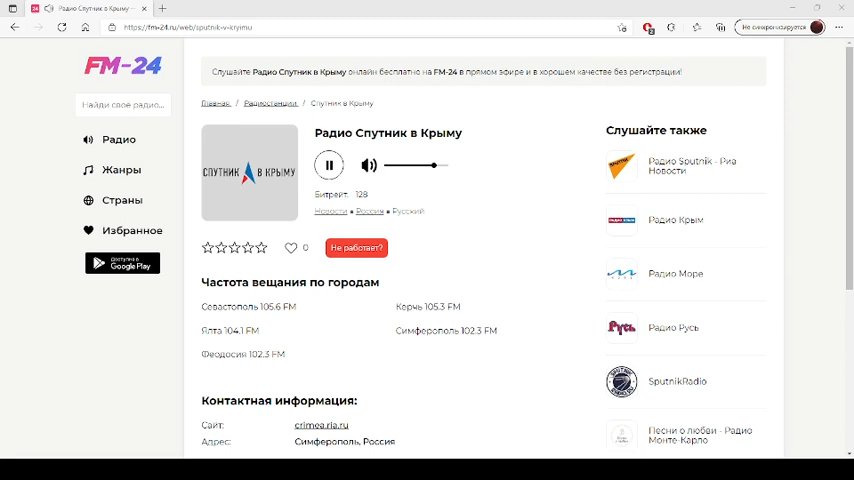 24
Радио Спутник в Крыму —
https://fm-24.ru/web/sputnik-v-kryimu
2
Не синхронизируется
FM-24
Слушайте Радио Спутник в Крыму онлайн бесплатно на FM-24 в прямом эфире и в хорошем качестве без регистрации!
Найди свое радио...
Главная / Радиостанции / Спутник в Крыму
Радио
Жанры
Страны
Избранное
Доступно в
Google Play
СПУТНИК В КРЫМУ
Радио Спутник в Крыму
Битрейт: 128
Новости • Россия • Русский
0
Не работает?
Частота вещания по городам
Севастополь 105.6 FM
Керчь 105.3 FM
Ялта 104.1 FM
Симферополь 102.3 FM
Феодосия 102.3 FM
Контактная информация:
Сайт: crimea.ria.ru
Адрес: Симферополь, Россия
Слушайте также
Радио Sputnik - Риа
Новости
Радио Крым
Радио Море
Русь
Радио Русь
SputnikRadio
Песни о любви - Радио
Монте-Карло